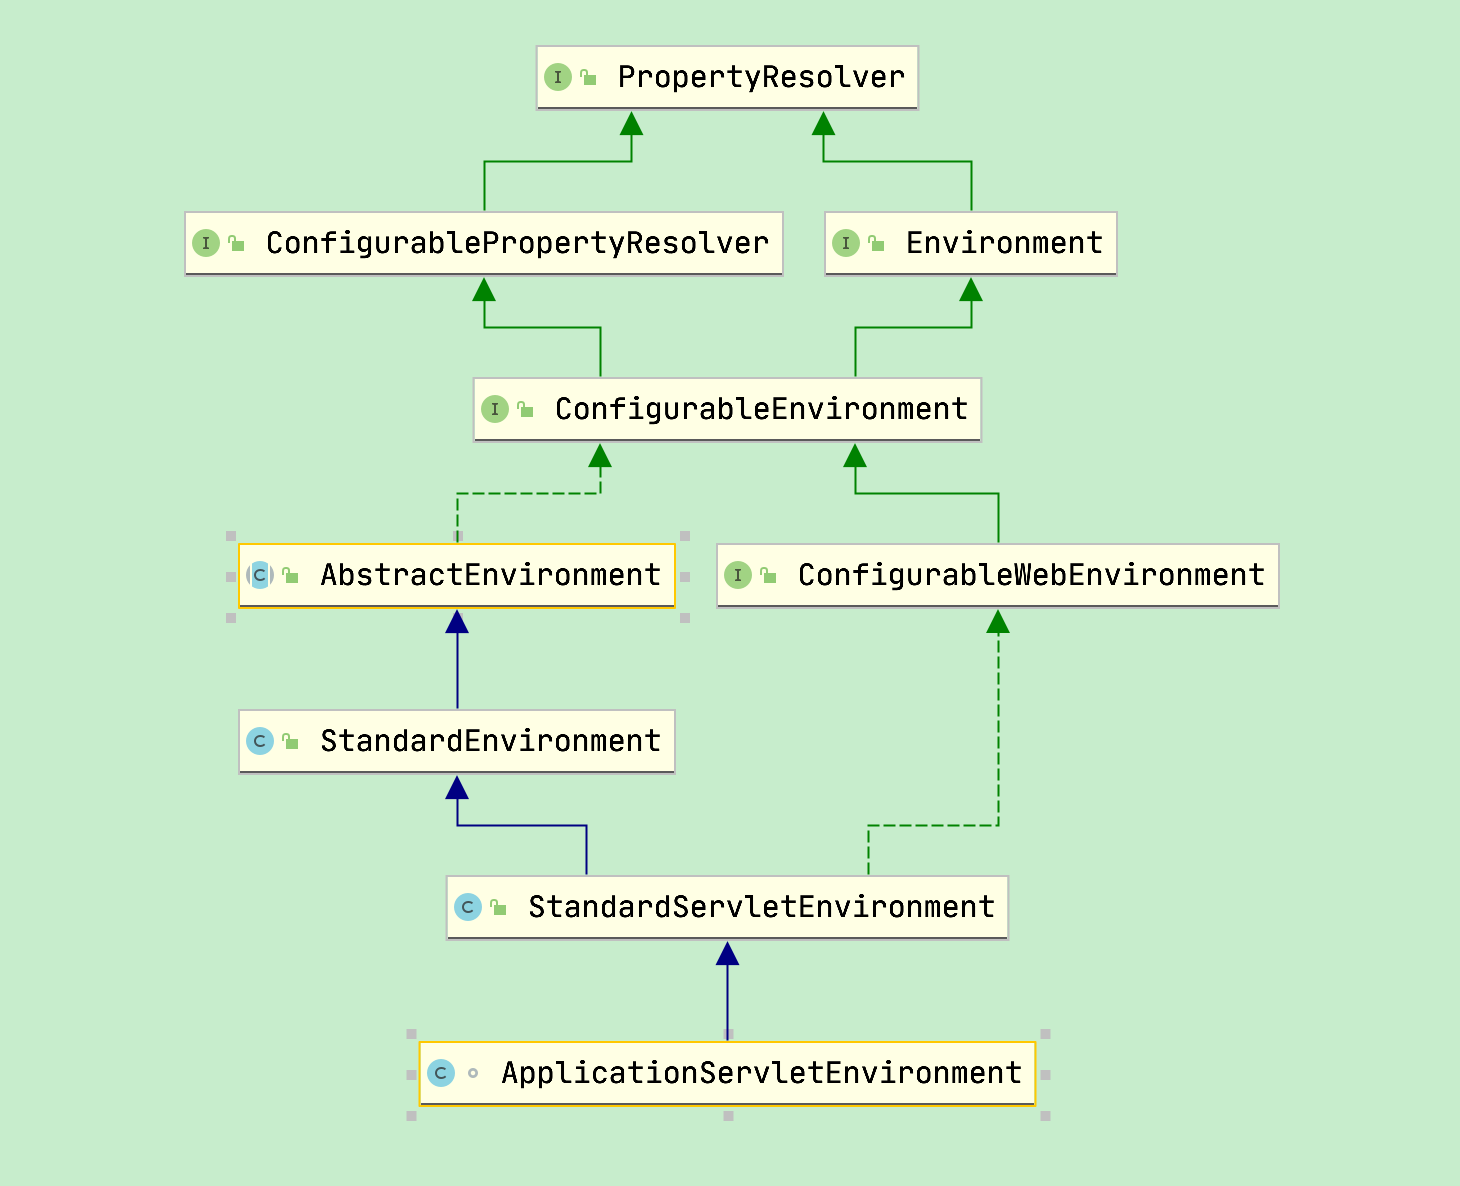 I PropertyResolver
I ConfigurablePropertyResolver
I Environment
I ConfigurableEnvironment
C AbstractEnvironment
I ConfigurableWebEnvironment
C StandardEnvironment
C StandardServletEnvironment
C ApplicationServletEnvironment